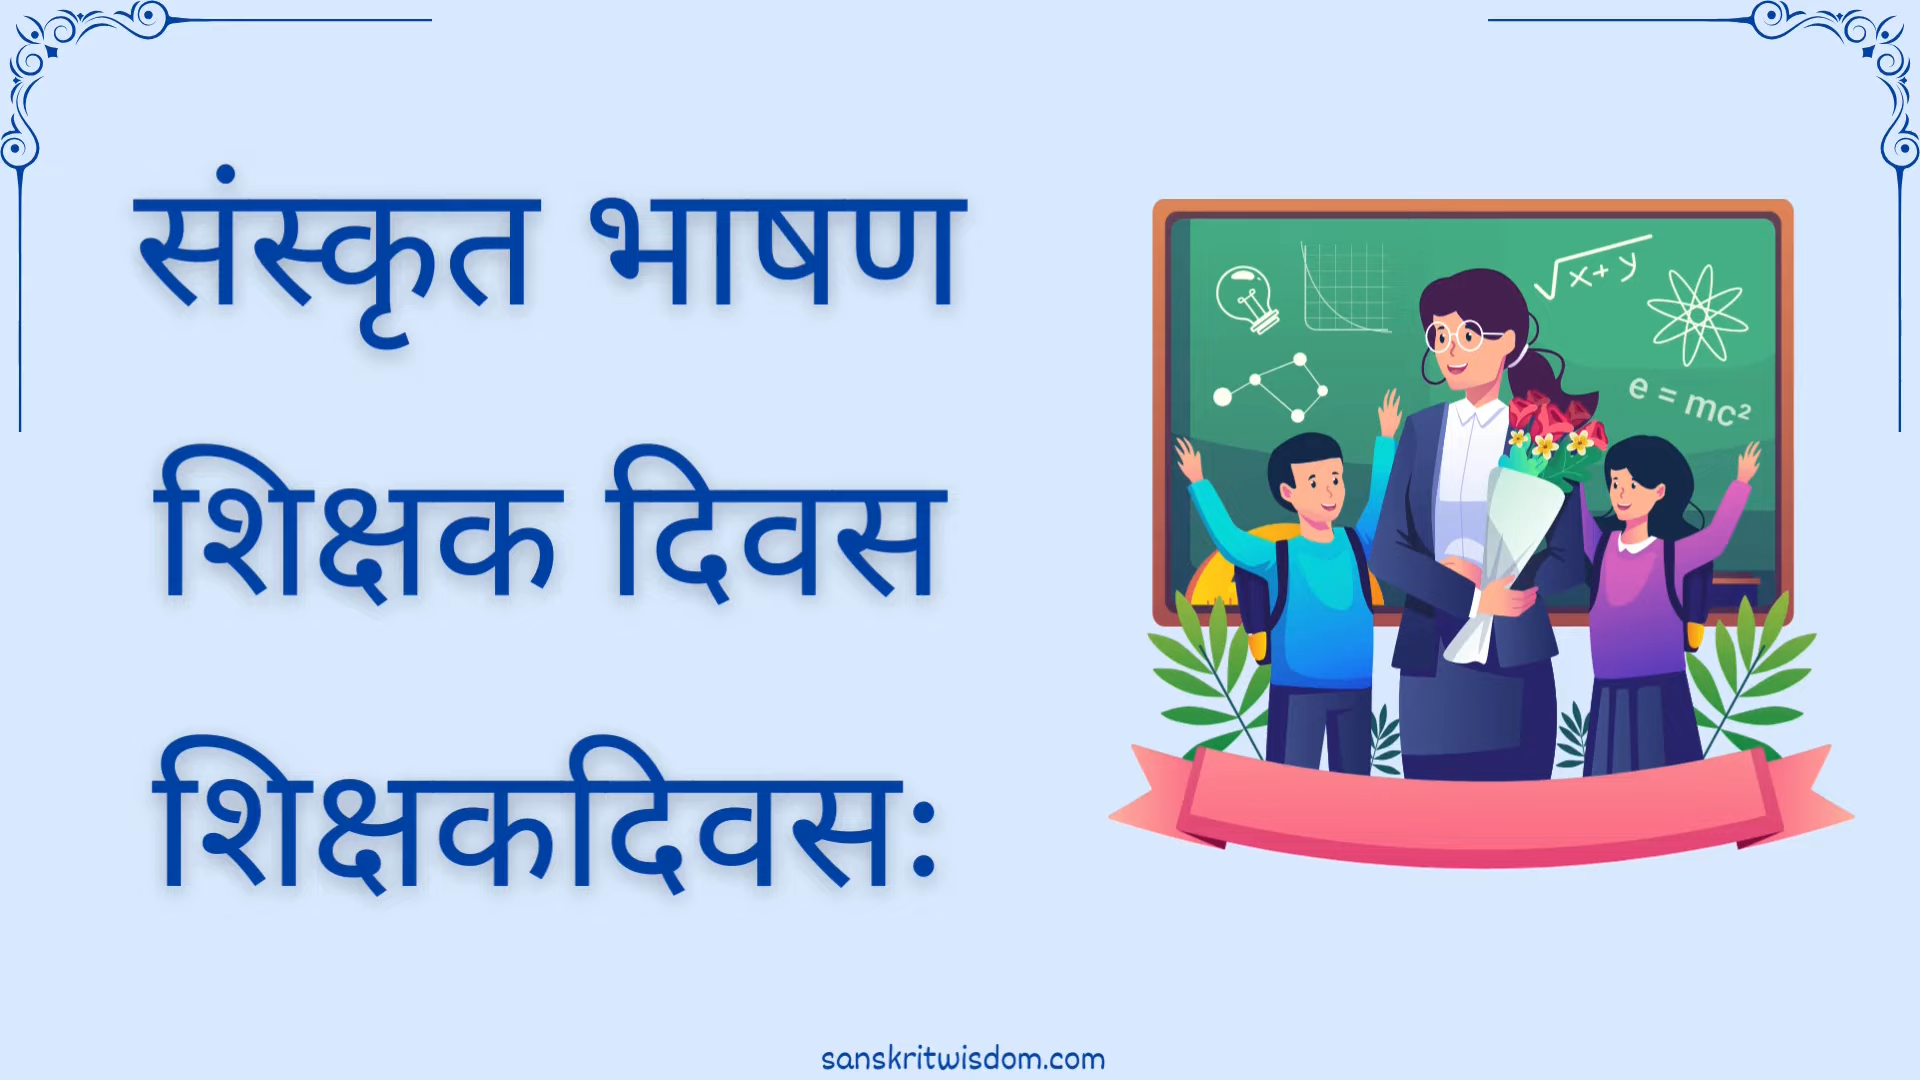 संस्कृत भाषण
शिक्षक दिवस
शिक्षकदिवसः
√x+y
e = mc²
sanskritwisdom.com